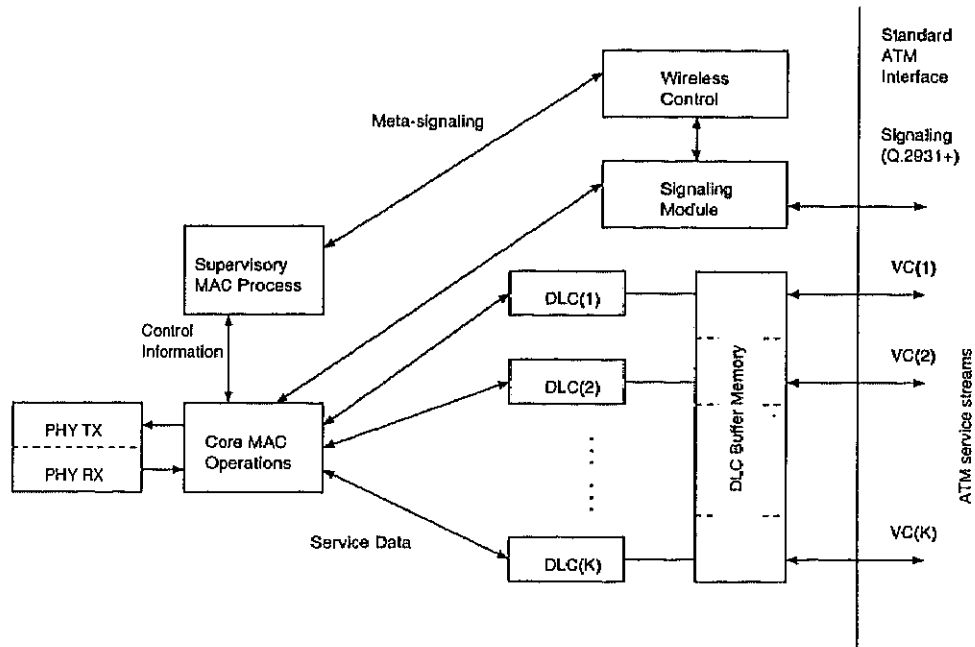 Standard
ATM
Interface
Wireless
Control
Meta-signaling
Signaling
(Q.2931+)
Signaling
Module
Supervisory
MAC Process
VC(1)
DLC(1)
Control
Information
VC(2)
DLC(2)
DLC Buffer Memory
ATM service streams
PHY TX
Core MAC
Operations
PHY RX
VC(K)
Service Data
DLC(K)